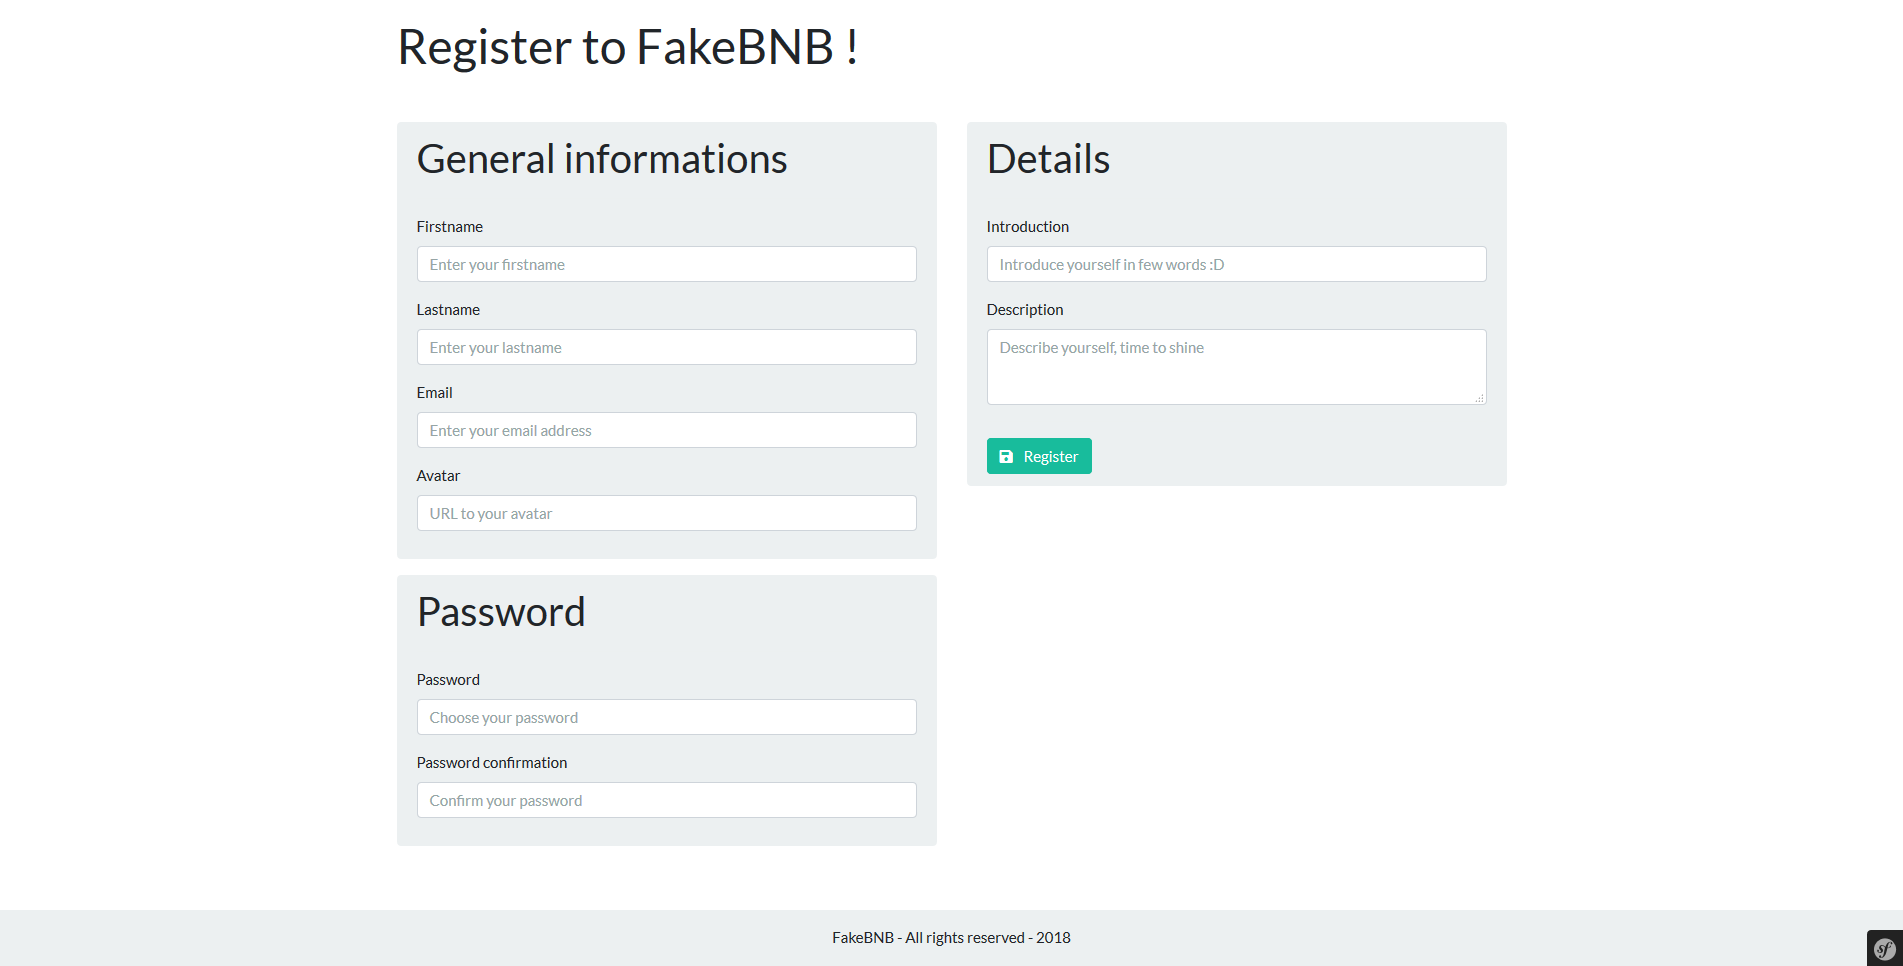 Register to FakeBNB !
General informations
Firstname
Enter your firstname
Lastname
Enter your lastname
Email
Enter your email address
Avatar
URL to your avatar
Password
Password
Choose your password
Password confirmation
Confirm your password
Details
Introduction
Introduce yourself in few words :D
Description
Describe yourself, time to shine
Register
FakeBNB - All rights reserved - 2018
sf